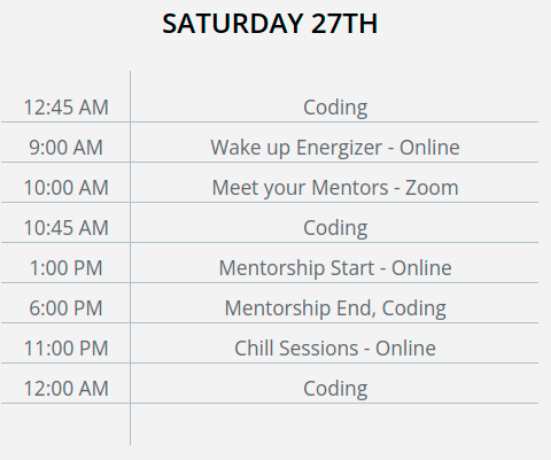 SATURDAY 27TH
12:45 AM Coding
9:00 AM Wake up Energizer - Online
10:00 AM Meet your Mentors - Zoom
10:45 AM Coding
1:00 PM Mentorship Start - Online
6:00 PM Mentorship End, Coding
11:00 PM Chill Sessions - Online
12:00 AM Coding